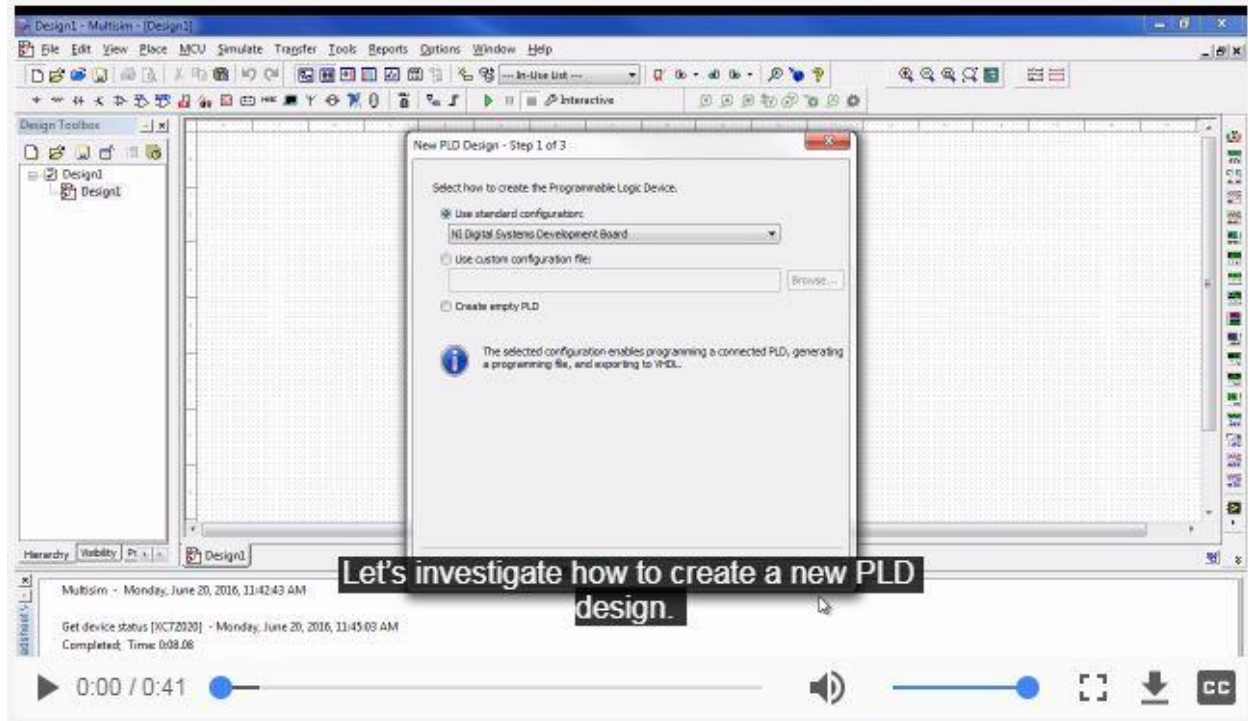 Design1 - Multisim - [Design1]
File Edit View Place MCU Simulate Transfer Tools Reports Options Window Help
--- In-Use List ---
Interactive
Design Toolbox
Design1
Design1
New PLD Design - Step 1 of 3
Select how to create the Programmable Logic Device.
Use standard configuration:
NI Digital Systems Development Board
Use custom configuration file:
Browse...
Create empty PLD
The selected configuration enables programming a connected PLD, generating
a programming file, and exporting to VHDL.
Hierarchy Visibility
Design1
Let's investigate how to create a new PLD
design.
Multisim - Monday, June 20, 2016, 11:42:43 AM
Get device status [XC7Z020] - Monday, June 20, 2016, 11:45:03 AM
Completed; Time: 0:08.08
0:00 / 0:41
CC